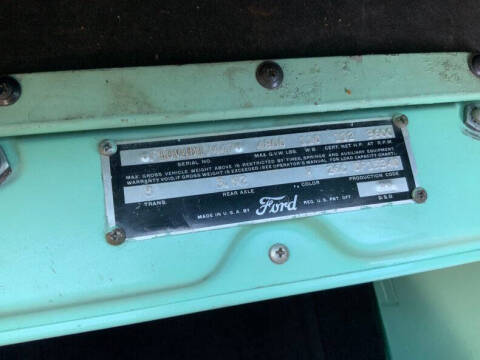 SERIAL NO. MAX. G.V.W. LBS. W.B. CERT. NET H.P. AT R.P.M.
MAX. GROSS VEHICLE WEIGHT ABOVE IS RESTRICTED BY TIRES, SPRINGS AND AUXILIARY EQUIPMENT
WARRANTY VOID, IF GROSS WEIGHT IS EXCEEDED (SEE OPERATOR'S MANUAL FOR LOAD CAPACITY CHART)
TRANS. REAR AXLE COLOR PRODUCTION CODE
MADE IN U.S.A. BY Ford REG. U.S. PAT. OFF. D.S.O.